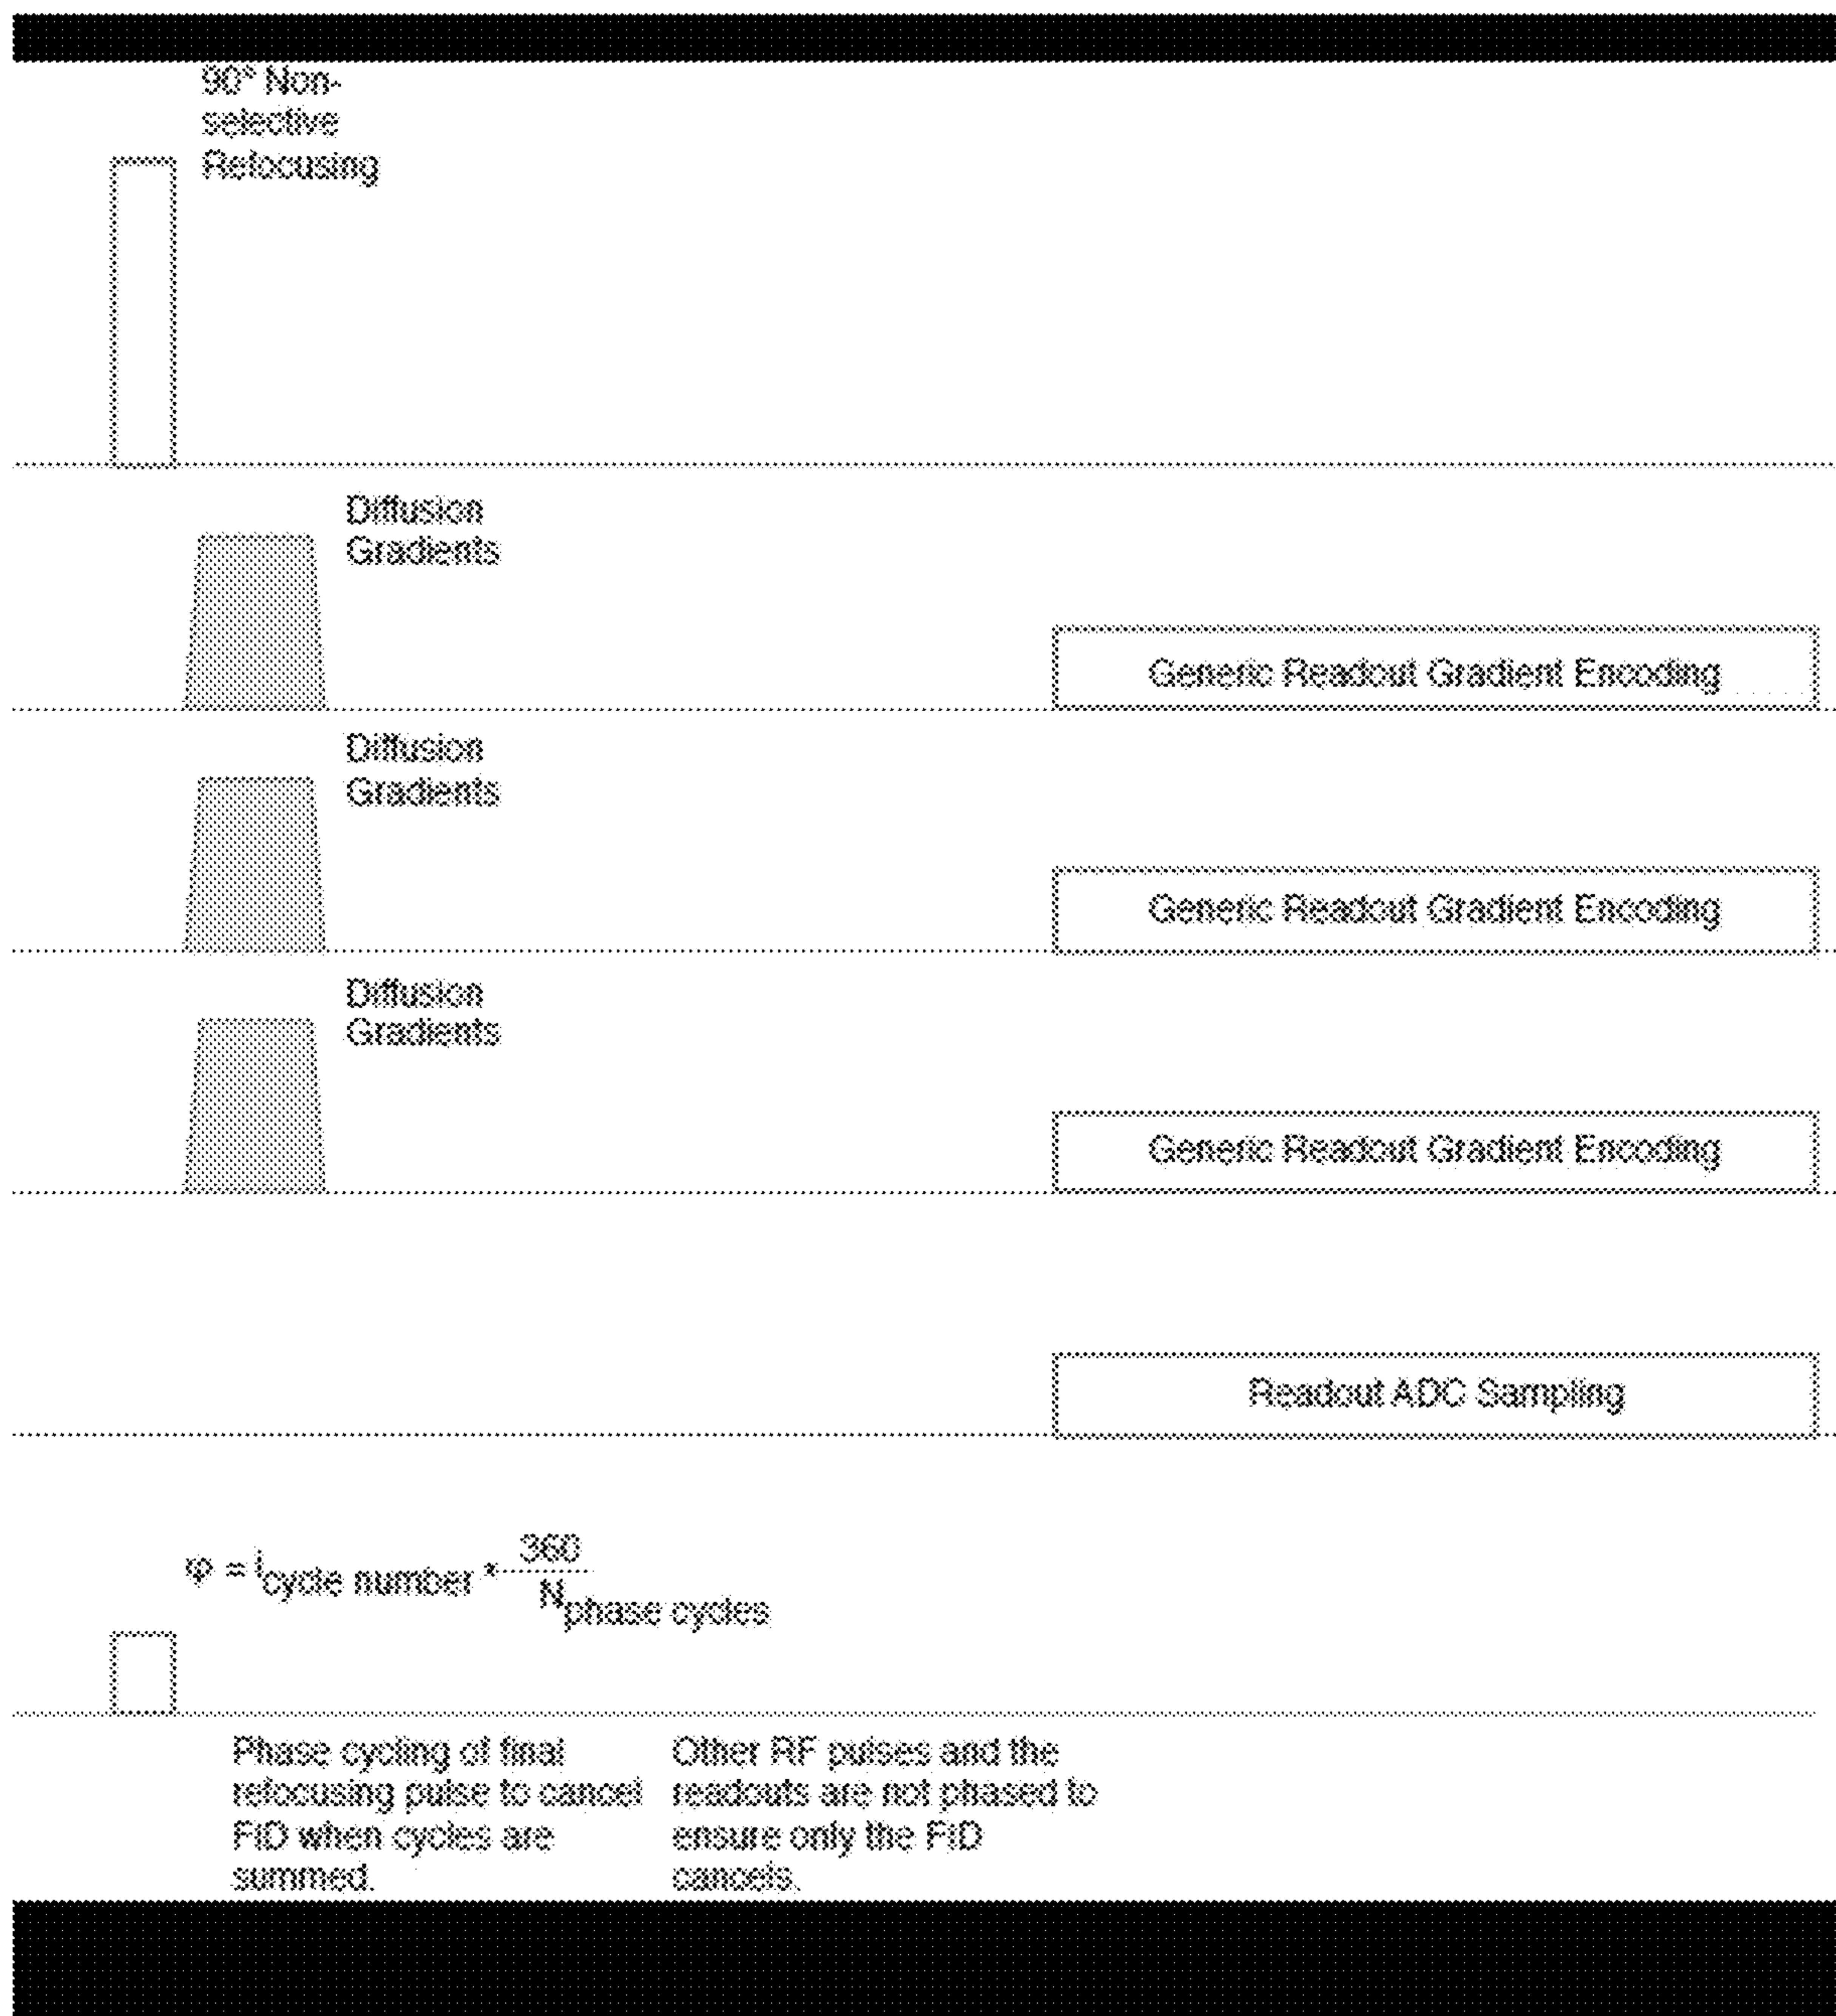 90° Non-
selective
Refocusing
Diffusion
Gradients
Generic Readout Gradient Encoding
Diffusion
Gradients
Generic Readout Gradient Encoding
Diffusion
Gradients
Generic Readout Gradient Encoding
Readout ADC Sampling
φ = i_cycle number * 360 / N_phase cycles
Phase cycling of final
refocusing pulse to cancel
FID when cycles are
summed.
Other RF pulses and the
readouts are not phased to
ensure only the FID
cancels.